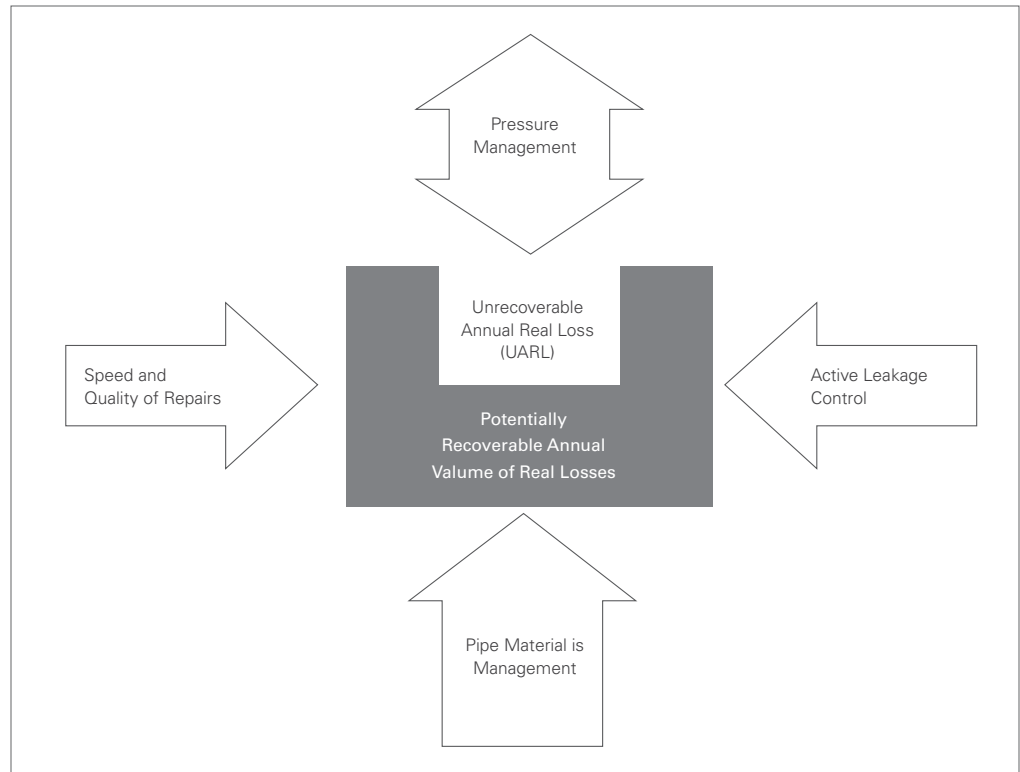 Pressure
Management
Unrecoverable
Annual Real Loss
(UARL)
Speed and
Quality of Repairs
Active Leakage
Control
Potentially
Recoverable Annual
Valume of Real Losses
Pipe Material is
Management